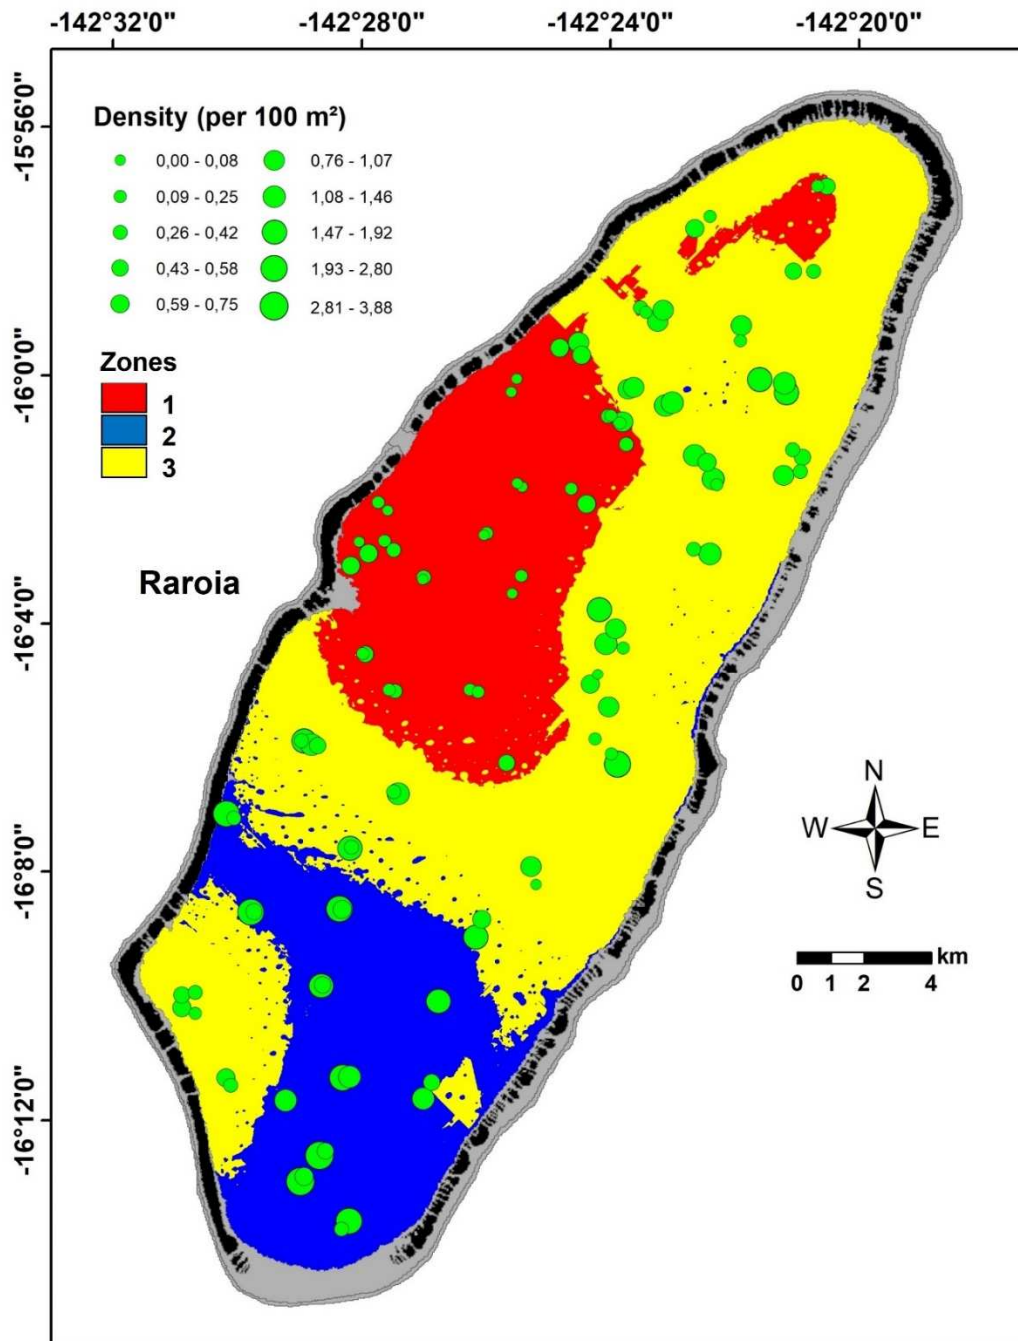 -142°32'0" -142°28'0" -142°24'0" -142°20'0"
-15°56'0"
Density (per 100 m²)
0,00 - 0,08 0,76 - 1,07
0,09 - 0,25 1,08 - 1,46
0,26 - 0,42 1,47 - 1,92
0,43 - 0,58 1,93 - 2,80
0,59 - 0,75 2,81 - 3,88
Zones
1
2
3
-16°0'0"
Raroia
-16°4'0"
N
W E
S
-16°8'0"
km
0 1 2 4
-16°12'0"